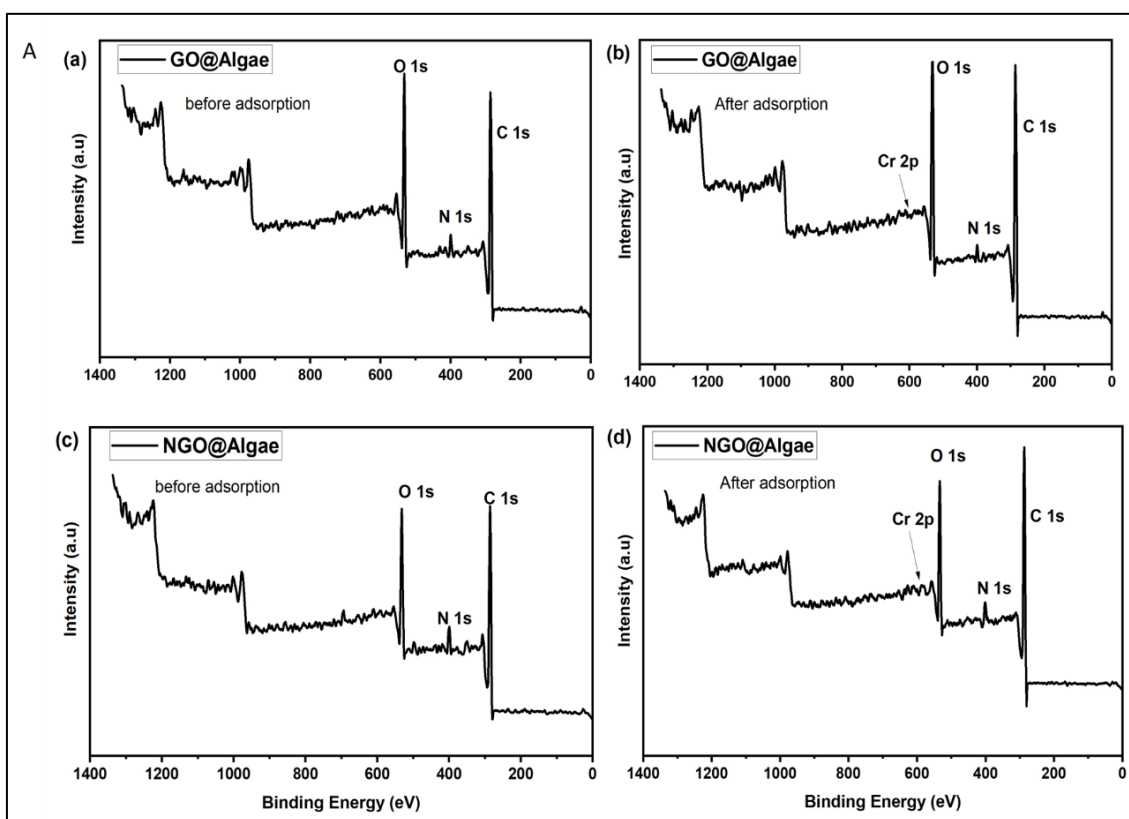 A
(a)
GO@Algae
before adsorption
O 1s
C 1s
N 1s
Intensity (a.u)
1400 1200 1000 800 600 400 200 0
(b)
GO@Algae
After adsorption
O 1s
C 1s
Cr 2p
N 1s
Intensity (a.u)
1400 1200 1000 800 600 400 200 0
(c)
NGO@Algae
before adsorption
O 1s
C 1s
N 1s
Intensity (a.u)
1400 1200 1000 800 600 400 200 0
Binding Energy (eV)
(d)
NGO@Algae
After adsorption
O 1s
C 1s
Cr 2p
N 1s
Intensity (a.u)
1400 1200 1000 800 600 400 200 0
Binding Energy (eV)